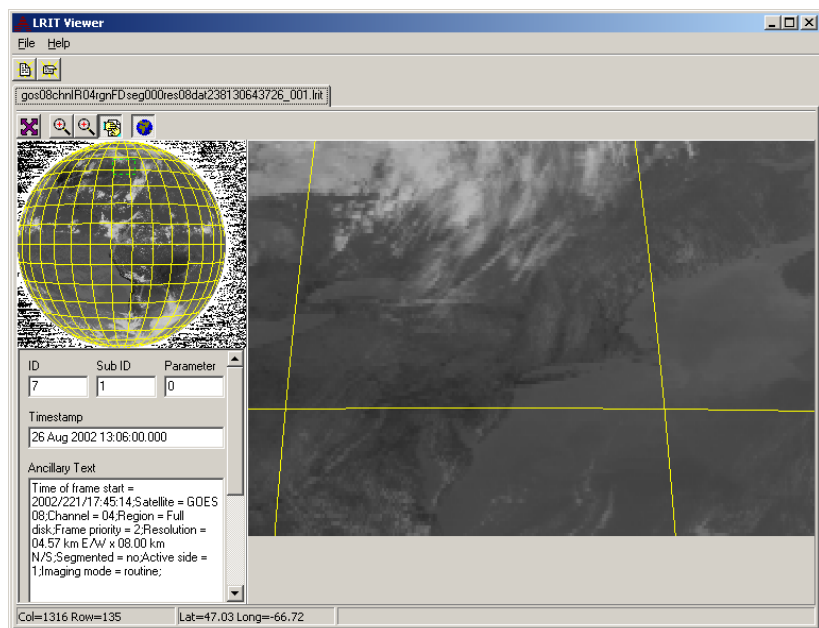 LRIT Viewer
File Help
gos08chnIR04rgnFDseg000res08dat238130643726_001.lrit
ID Sub ID Parameter
7 1 0
Timestamp
26 Aug 2002 13:06:00.000
Ancillary Text
Time of frame start =
2002/221/17:45:14;Satellite = GOES
08;Channel = 04;Region = Full
disk;Frame priority = 2;Resolution =
04.57 km E/W x 08.00 km
N/S;Segmented = no;Active side =
1;Imaging mode = routine;
Col=1316 Row=135 Lat=47.03 Long=-66.72